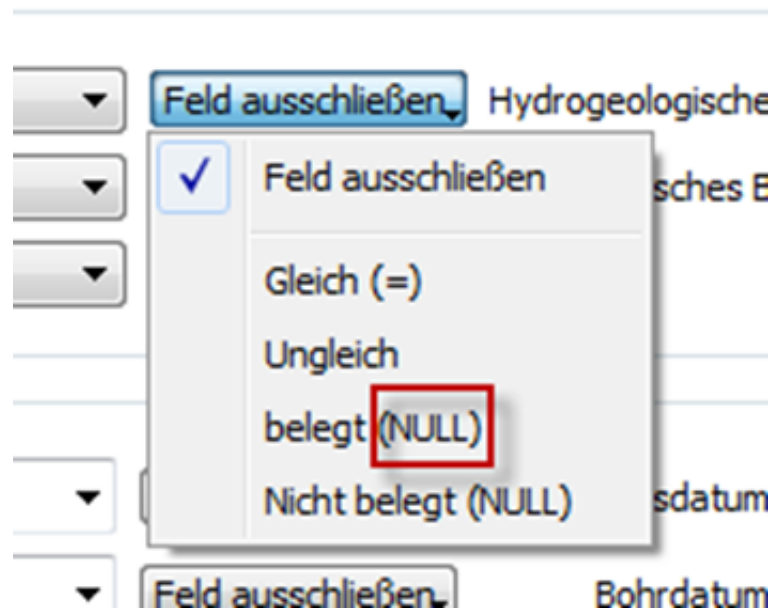 Feld ausschließen Hydrogeologische
Feld ausschließen
sches B
Gleich (=)
Ungleich
belegt (NULL)
Nicht belegt (NULL)
sdatum
Feld ausschließen Bohrdatum